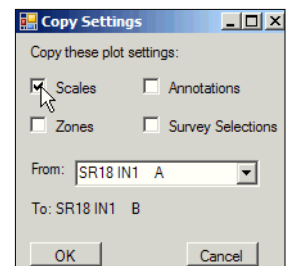 Copy Settings
Copy these plot settings:
Scales Annotations
Zones Survey Selections
From: SR18 IN1 A
To: SR18 IN1 B
OK Cancel